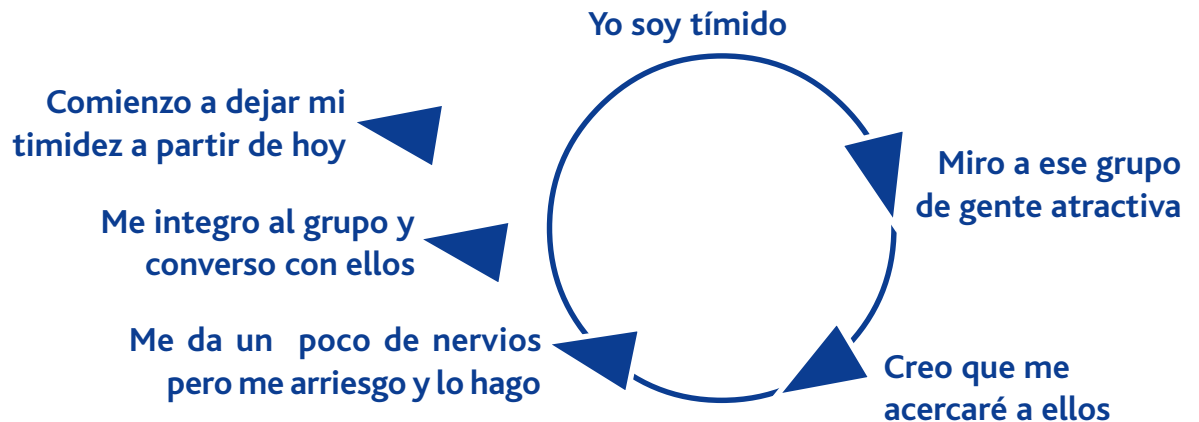 Yo soy tímido
Comienzo a dejar mi
timidez a partir de hoy
Miro a ese grupo
de gente atractiva
Me integro al grupo y
converso con ellos
Me da un poco de nervios
pero me arriesgo y lo hago
Creo que me
acercaré a ellos